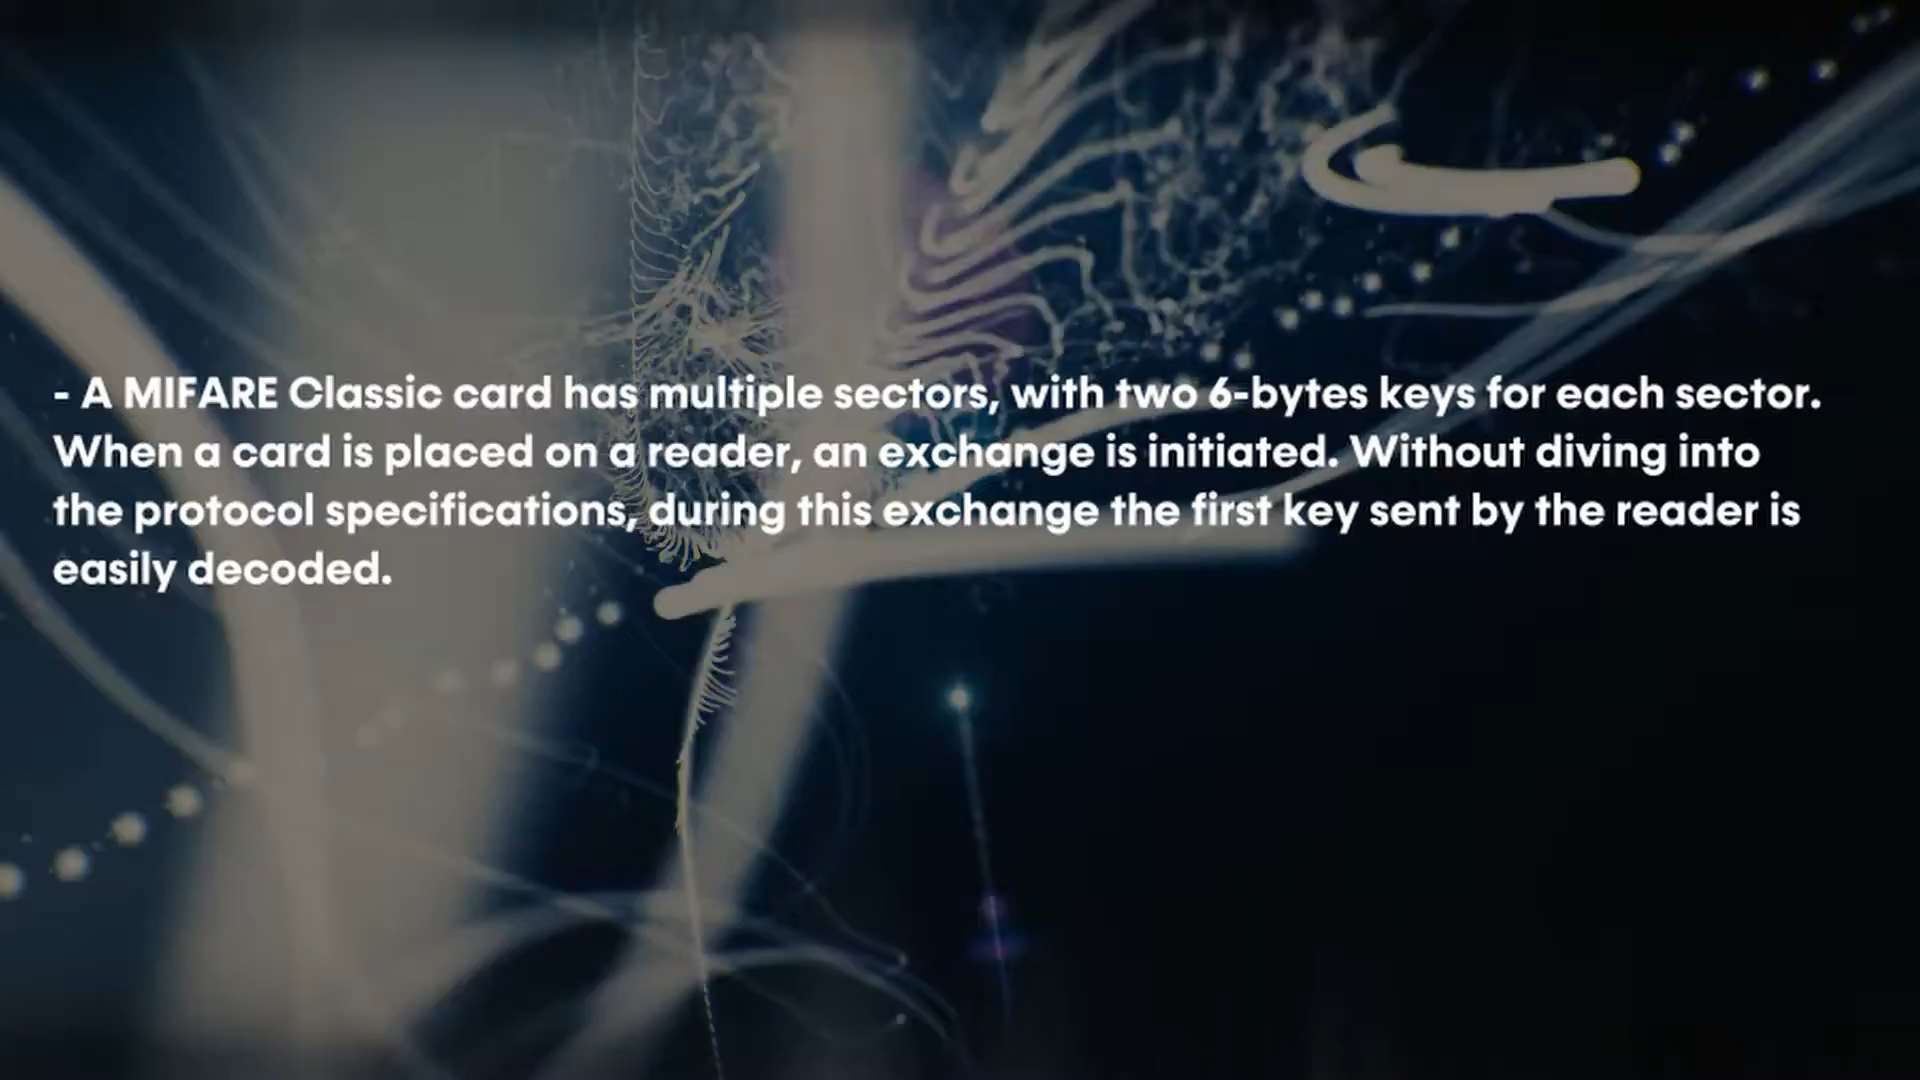 - A MIFARE Classic card has multiple sectors, with two 6-bytes keys for each sector.
When a card is placed on a reader, an exchange is initiated. Without diving into
the protocol specifications, during this exchange the first key sent by the reader is
easily decoded.